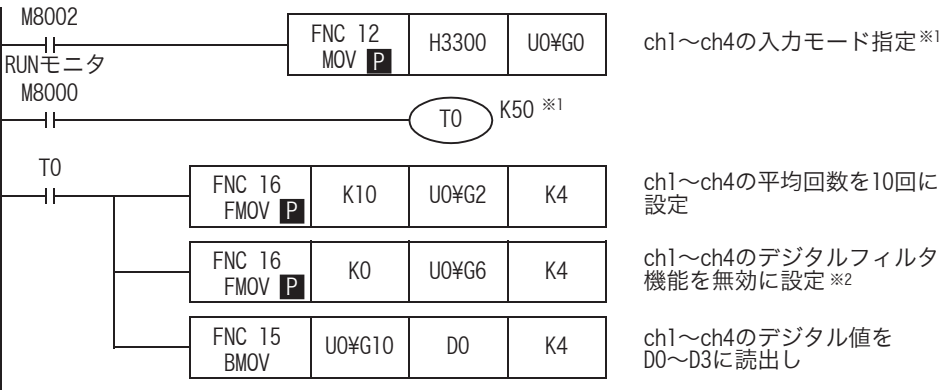 M8002
FNC 12
MOV P
H3300
U0¥G0
ch1～ch4の入力モード指定※1
RUNモニタ
M8000
T0
K50 ※1
T0
FNC 16
FMOV P
K10
U0¥G2
K4
ch1～ch4の平均回数を10回に
設定
FNC 16
FMOV P
K0
U0¥G6
K4
ch1～ch4のデジタルフィルタ
機能を無効に設定※2
FNC 15
BMOV
U0¥G10
D0
K4
ch1～ch4のデジタル値を
D0～D3に読出し